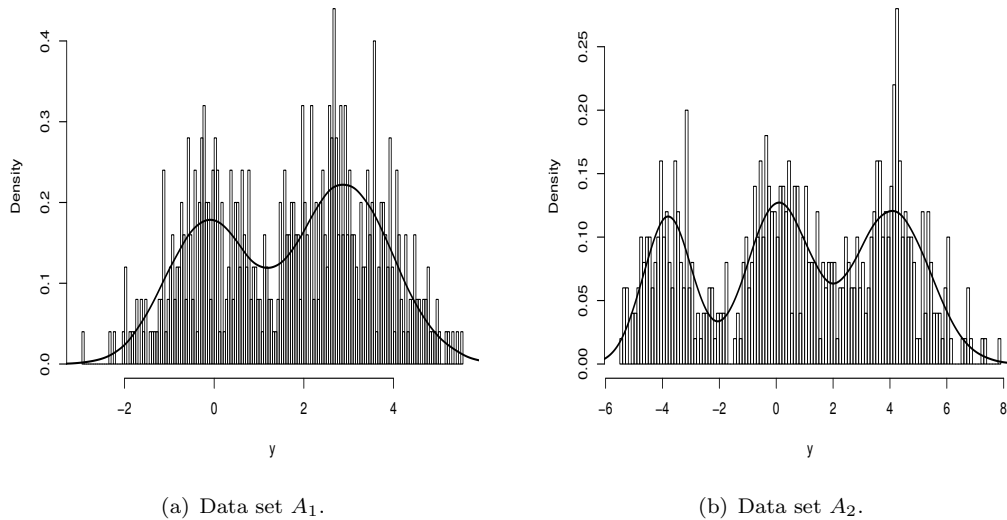 Density
0.4
0.3
0.2
0.1
0.0
−2 0 2 4
y
(a) Data set A₁.
Density
0.25
0.20
0.15
0.10
0.05
0.00
−6 −4 −2 0 2 4 6 8
y
(b) Data set A₂.